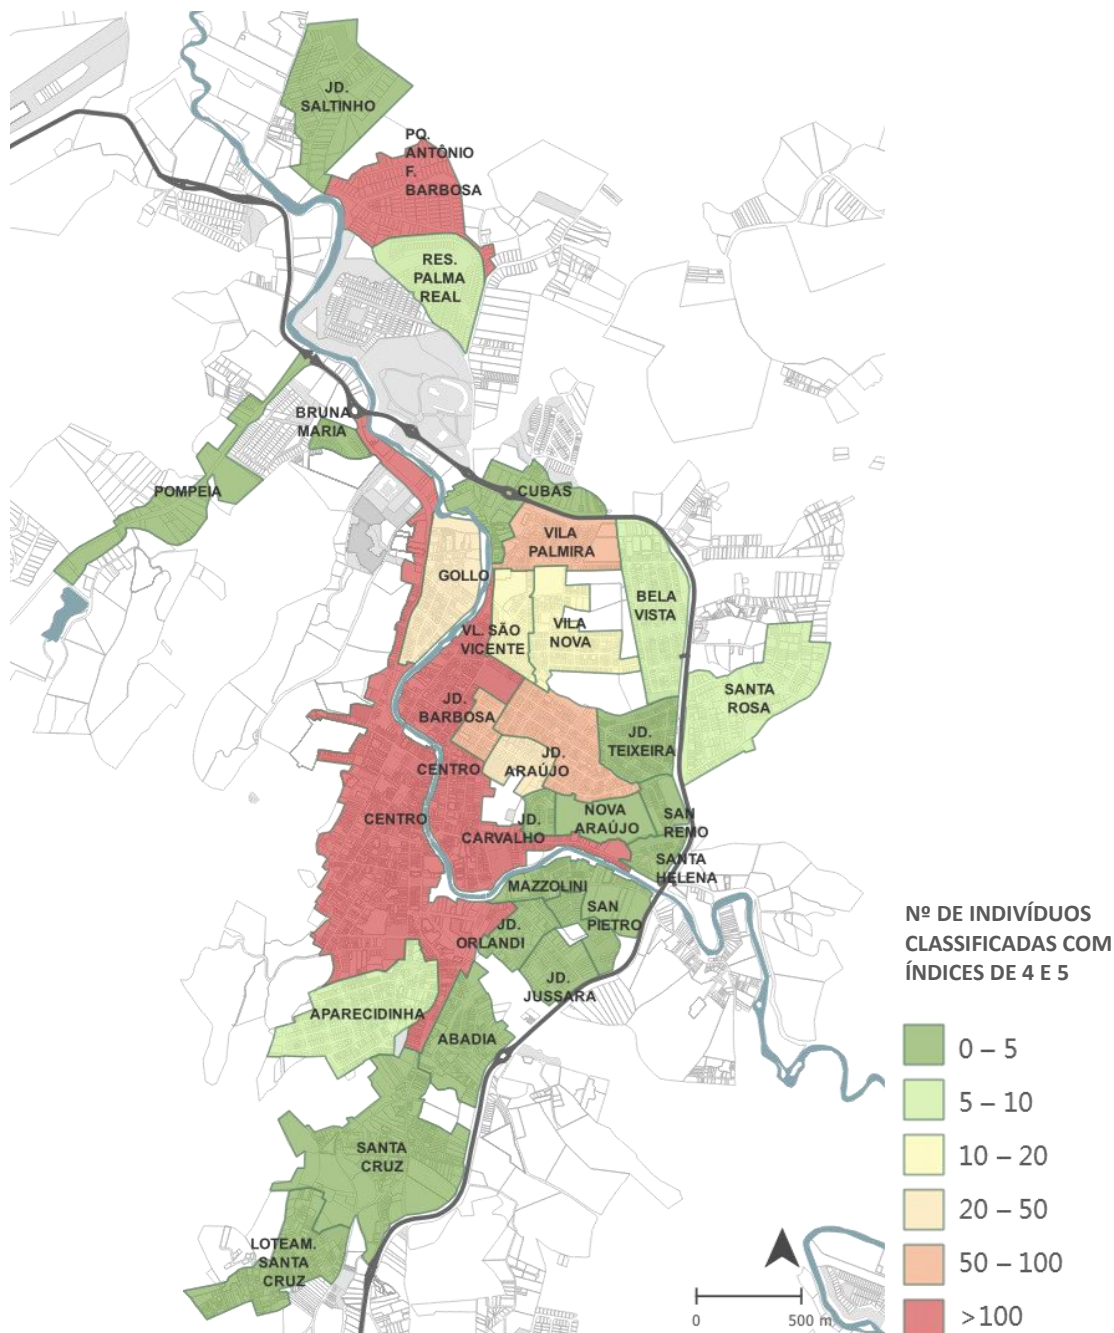 JD.
SALTINHO
PQ.
ANTÔNIO
F.
BARBOSA
RES.
PALMA
REAL
BRUNA
MARIA
POMPEIA
CUBAS
VILA
PALMIRA
GOLLO
BELA
VISTA
VL. SÃO
VICENTE
VILA
NOVA
SANTA
ROSA
JD.
BARBOSA
JD.
TEIXEIRA
JD.
ARAÚJO
CENTRO
CENTRO
JD.
CARVALHO
NOVA
ARAÚJO
SAN
REMO
SANTA
HELENA
MAZZOLINI
SAN
PIETRO
JD.
ORLANDI
JD.
JUSSARA
APARECIDINHA
ABADIA
SANTA
CRUZ
LOTEAM.
SANTA
CRUZ
Nº DE INDIVÍDUOS
CLASSIFICADAS COM
ÍNDICES DE 4 E 5
0 – 5
5 – 10
10 – 20
20 – 50
50 – 100
>100
0 500 m